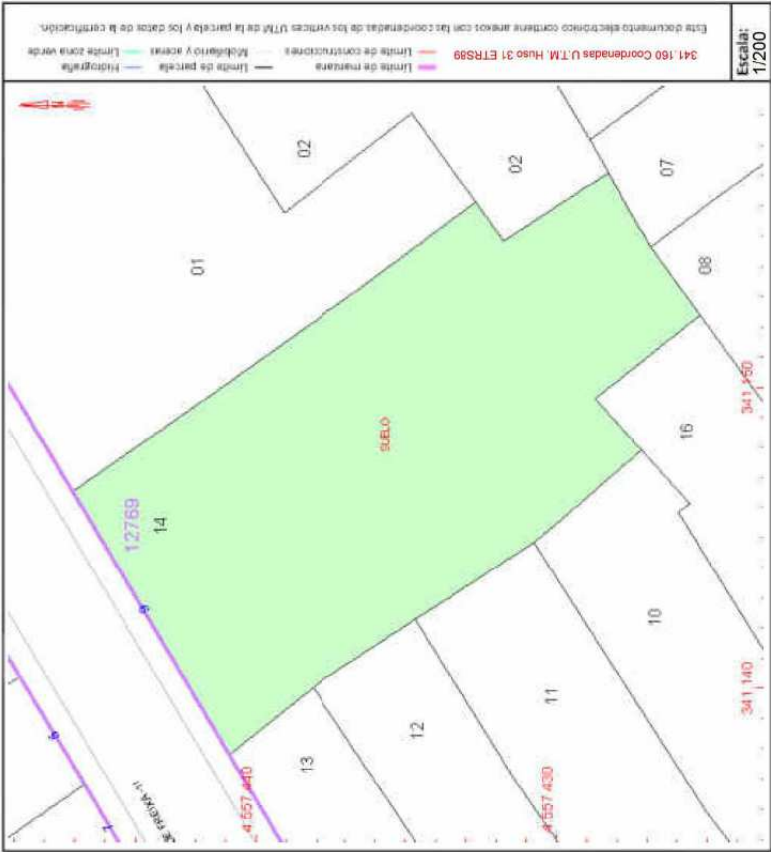 Este documento electrónico contiene anexos con las coordenadas de los vértices UTM de la parcela y los datos de la certificación.
341.160 Coordenadas U.T.M. Huso 31 ETRS89
Límite de manzana
Límite de construcciones
Límite de parcela
Mobiliario y aceras
Hidrografía
Límite zona verde
Escala:
1/200
02
02
07
01
08
341,150
SUELO
16
12769
14
9
10
6
341,140
11
12
13
4,557,440
4,557,430
7